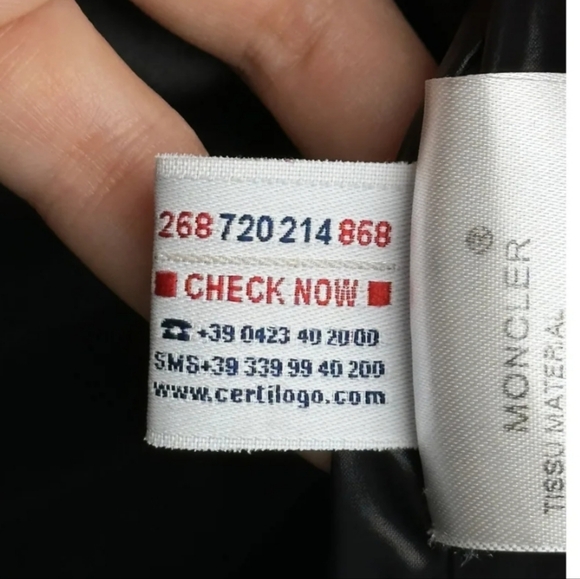 268 720 214 868
CHECK NOW
☎ +39 0423 40 20 00
SMS+39 339 99 40 200
www.certilogo.com
MONCLER ®
TISSU MATERIAL